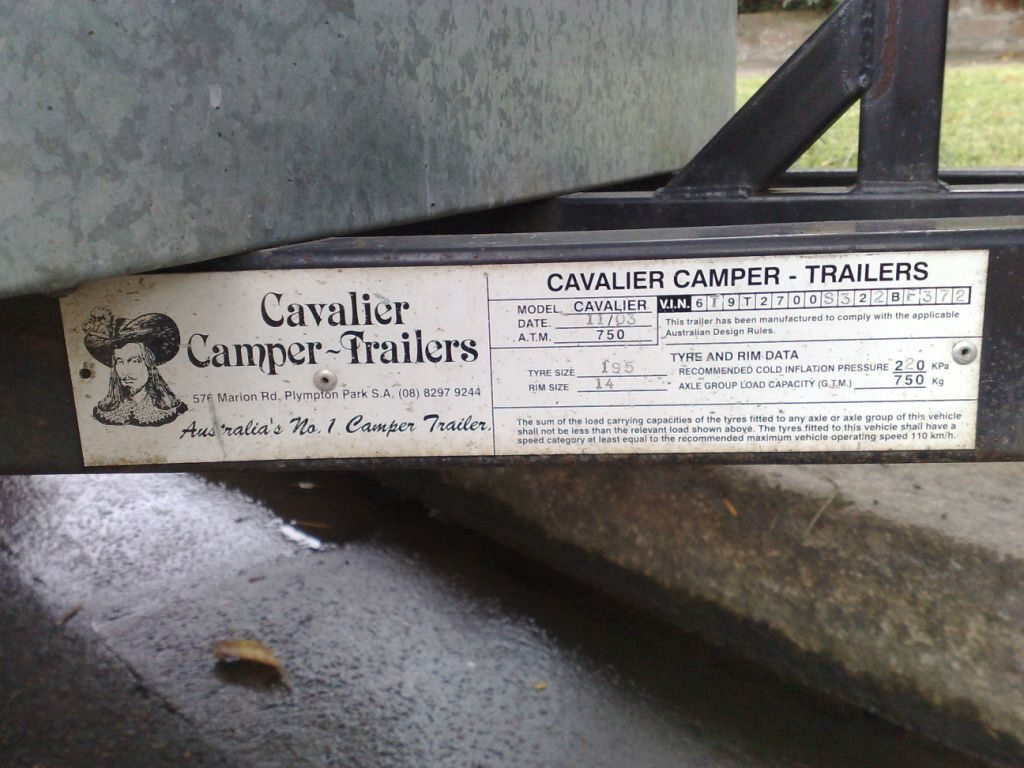 Cavalier
Camper~Trailers
576 Marion Rd, Plympton Park S.A. (08) 8297 9244
Australia's No. 1 Camper Trailer.
CAVALIER CAMPER - TRAILERS
MODEL. CAVALIER
DATE. 11/03
A.T.M. 750
V.I.N. 6T9T2700S322BF372
This trailer has been manufactured to comply with the applicable
Australian Design Rules.
TYRE AND RIM DATA
TYRE SIZE 195
RIM SIZE 14
RECOMMENDED COLD INFLATION PRESSURE 220 KPa
AXLE GROUP LOAD CAPACITY (G.T.M.) 750 Kg
The sum of the load carrying capacities of the tyres fitted to any axle or axle group of this vehicle
shall not be less than the relevant load shown above. The tyres fitted to this vehicle shall have a
speed category at least equal to the recommended maximum vehicle operating speed 110 km/h.